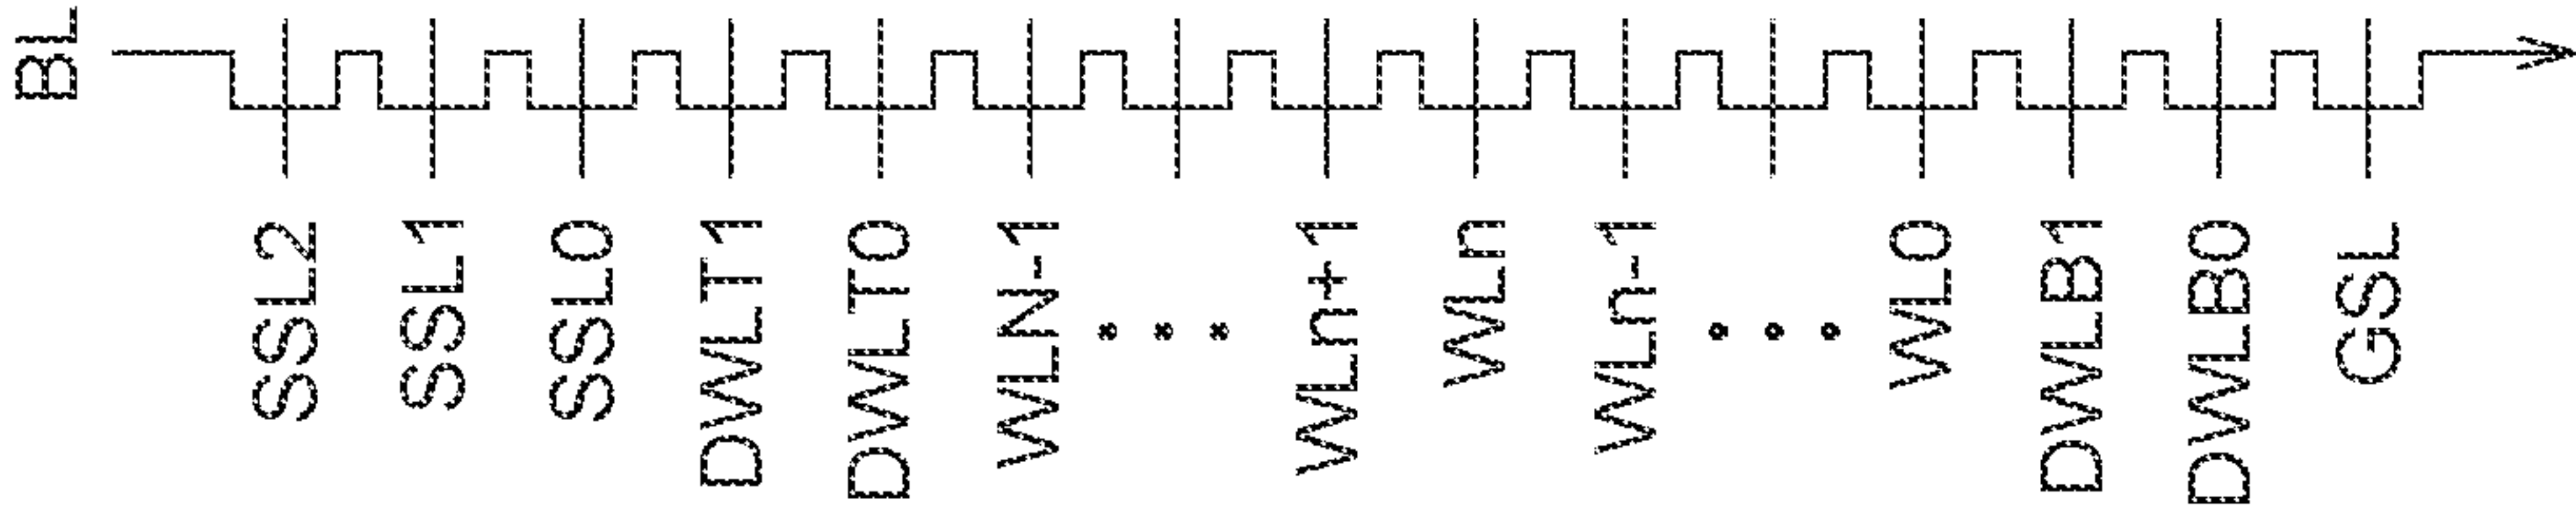 BL
SSL2
SSL1
SSL0
DWLT1
DWLT0
WLN-1
WLn+1
WLn
WLn-1
WL0
DWLB1
DWLB0
GSL